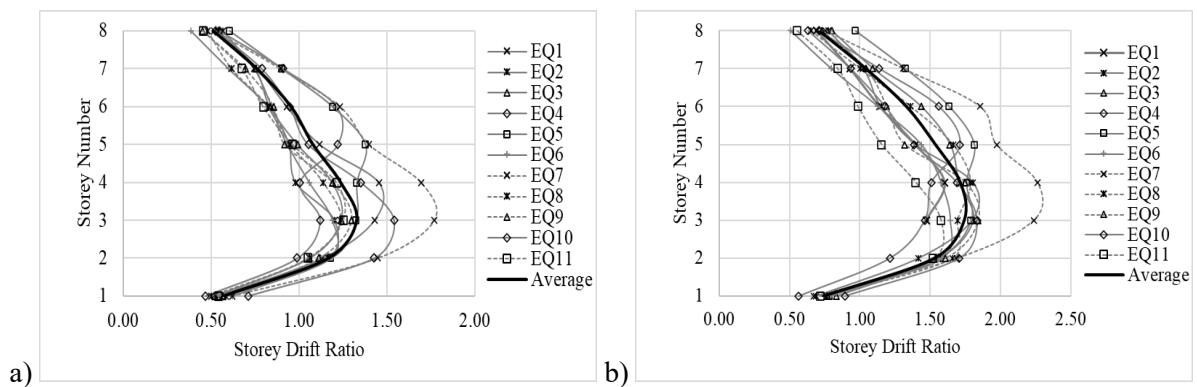 8
7
6
5
4
3
2
1
Storey Number
0.00 0.50 1.00 1.50 2.00
Storey Drift Ratio
EQ1
EQ2
EQ3
EQ4
EQ5
EQ6
EQ7
EQ8
EQ9
EQ10
EQ11
Average
a)
8
7
6
5
4
3
2
1
Storey Number
0.00 0.50 1.00 1.50 2.00 2.50
Storey Drift Ratio
EQ1
EQ2
EQ3
EQ4
EQ5
EQ6
EQ7
EQ8
EQ9
EQ10
EQ11
Average
b)